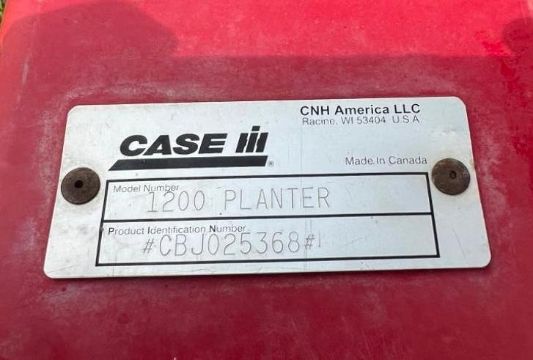 CNH America LLC
Racine, WI 53404 U.S.A
CASE IH
Made In Canada
Model Number
1200 PLANTER
Product Identification Number
#CBJ025368#